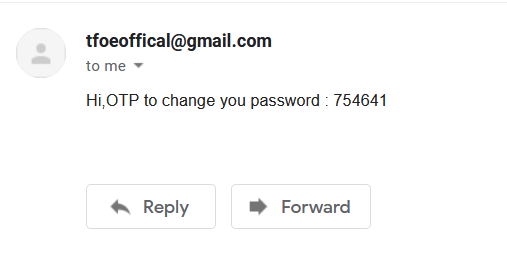 tfoeoffical@gmail.com
to me
Hi,OTP to change you password : 754641
Reply
Forward